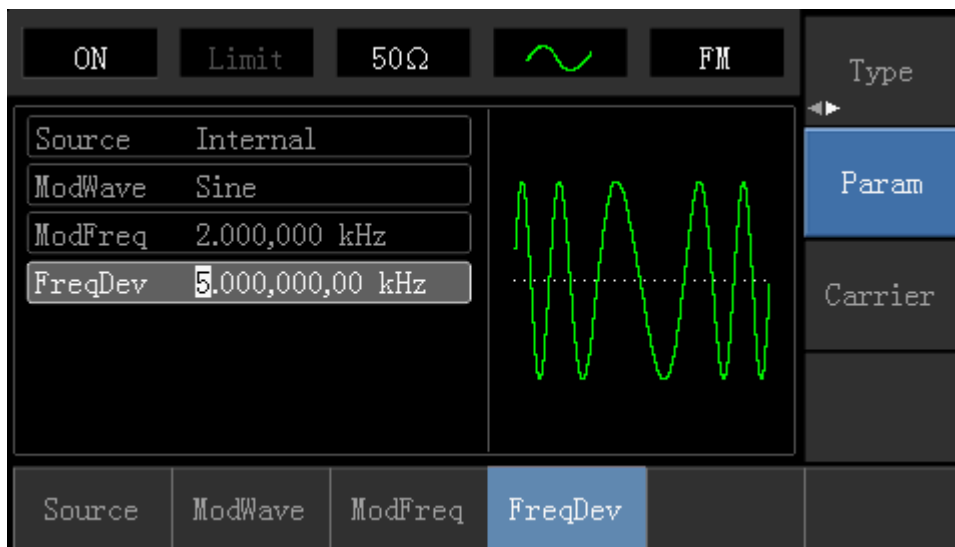 ON Limit 50Ω FM
Type
Source Internal
ModWave Sine
ModFreq 2.000,000 kHz
FreqDev 5.000,000,00 kHz
Param
Carrier
Source ModWave ModFreq FreqDev